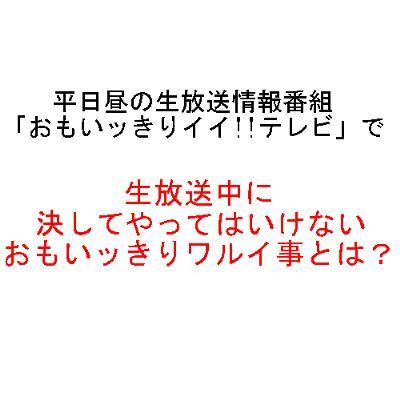 平日昼の生放送情報番組
「おもいッきりイイ!!テレビ」で
生放送中に
決してやってはいけない
おもいッきりワルイ事とは？